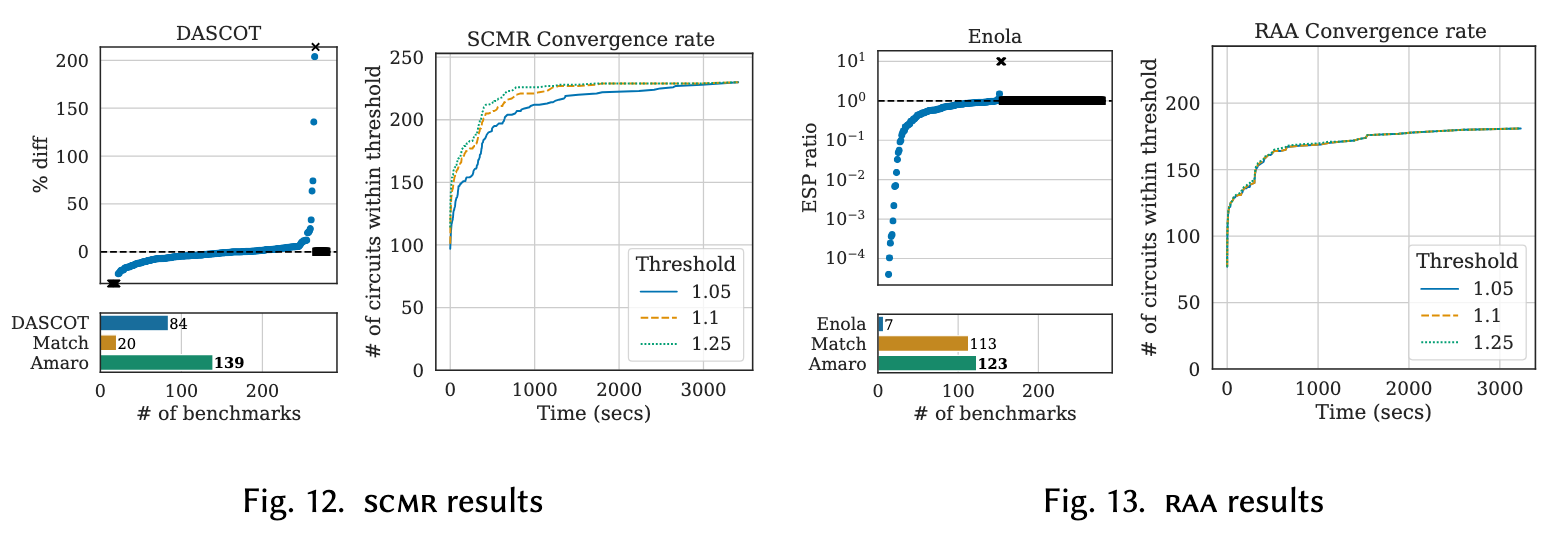 DASCOT
% diff
200
150
100
50
0
DASCOT 84
Match 20
Amaro 139
0 100 200
# of benchmarks
SCMR Convergence rate
# of circuits within threshold
250
200
150
100
50
0
Threshold
1.05
1.1
1.25
0 1000 2000 3000
Time (secs)
Fig. 12. SCMR results
Enola
ESP ratio
10¹
10⁰
10⁻¹
10⁻²
10⁻³
10⁻⁴
Enola 7
Match 113
Amaro 123
0 100 200
# of benchmarks
RAA Convergence rate
# of circuits within threshold
200
150
100
50
0
Threshold
1.05
1.1
1.25
0 1000 2000 3000
Time (secs)
Fig. 13. RAA results